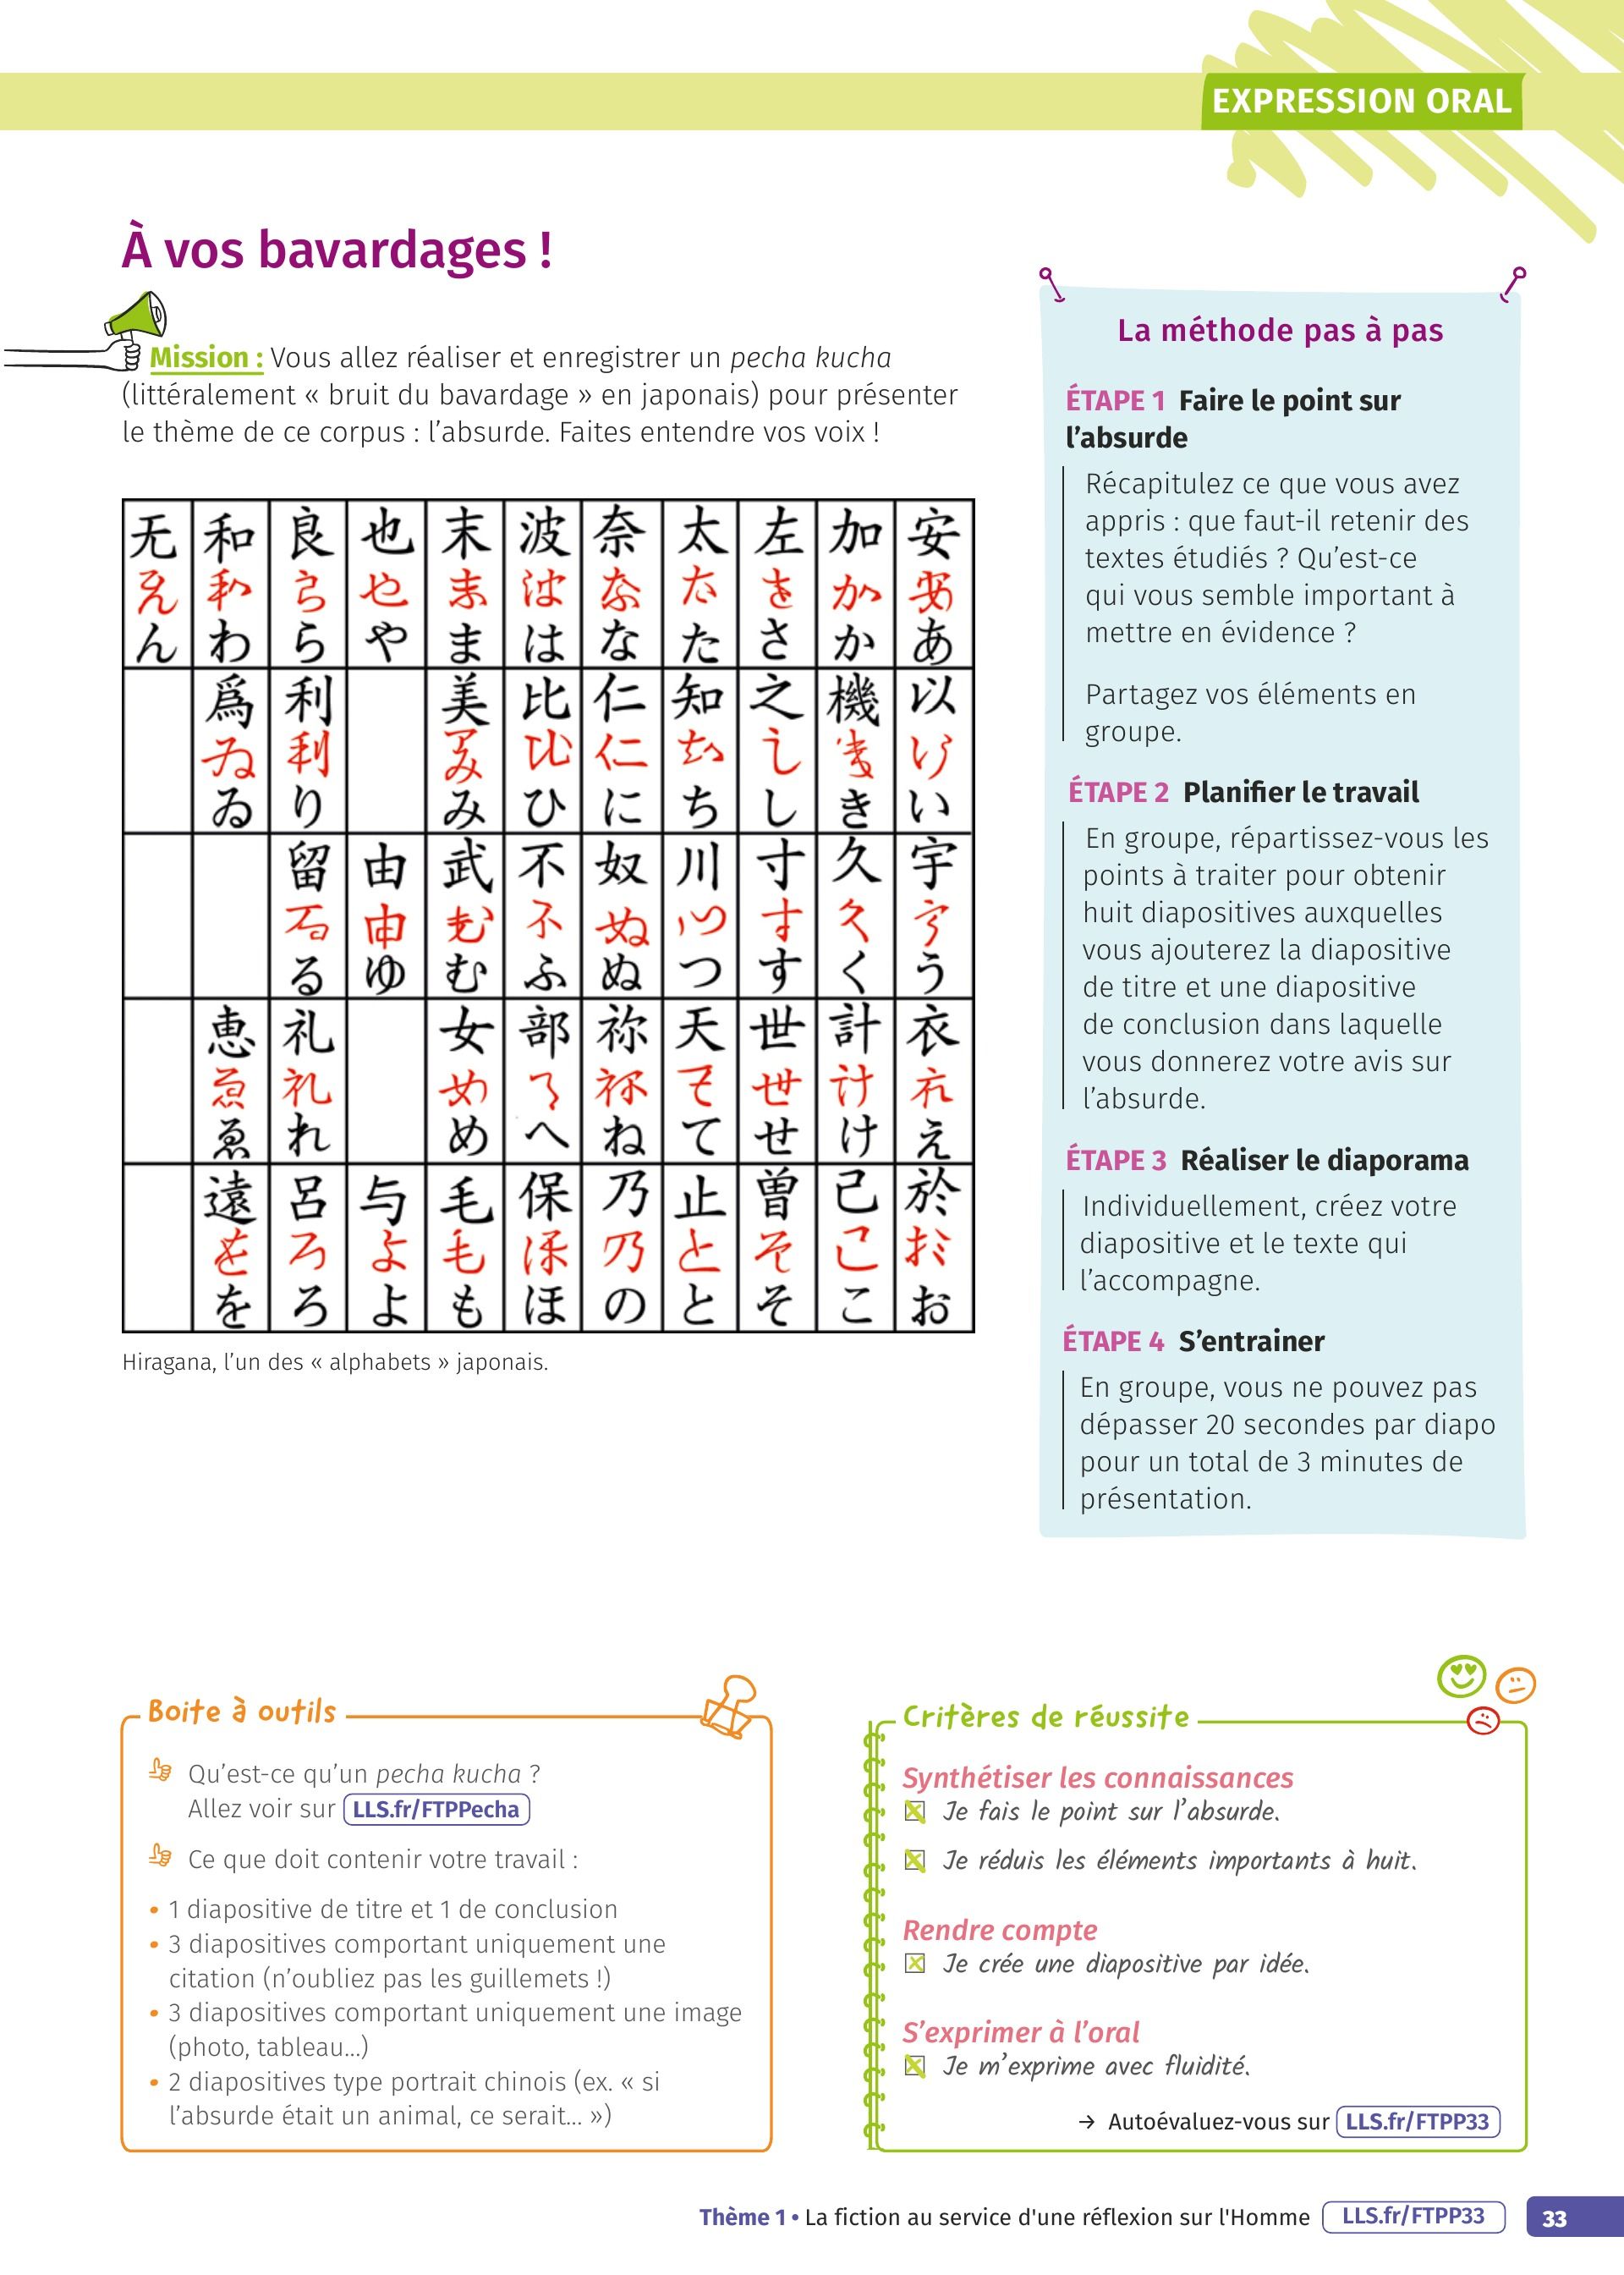 EXPRESSION ORAL
À vos bavardages !
Mission : Vous allez réaliser et enregistrer un pecha kucha
(littéralement « bruit du bavardage » en japonais) pour présenter
le thème de ce corpus : l’absurde. Faites entendre vos voix !
无 和 良 也 末 波 奈 太 左 加 安
ん わ ら や ま は な た さ か あ
爲 利 美 比 仁 知 之 機 以
ゐ り み ひ に ち し き い
留 由 武 不 奴 川 寸 久 宇
る ゆ む ふ ぬ つ す く う
恵 礼 女 部 祢 天 世 計 衣
ゑ れ め へ ね て せ け え
遠 呂 与 毛 保 乃 止 曽 己 於
を ろ よ も ほ の と そ こ お
Hiragana, l’un des « alphabets » japonais.
La méthode pas à pas
ÉTAPE 1 Faire le point sur
l’absurde
Récapitulez ce que vous avez
appris : que faut-il retenir des
textes étudiés ? Qu’est-ce
qui vous semble important à
mettre en évidence ?
Partagez vos éléments en
groupe.
ÉTAPE 2 Planifier le travail
En groupe, répartissez-vous les
points à traiter pour obtenir
huit diapositives auxquelles
vous ajouterez la diapositive
de titre et une diapositive
de conclusion dans laquelle
vous donnerez votre avis sur
l’absurde.
ÉTAPE 3 Réaliser le diaporama
Individuellement, créez votre
diapositive et le texte qui
l’accompagne.
ÉTAPE 4 S’entrainer
En groupe, vous ne pouvez pas
dépasser 20 secondes par diapo
pour un total de 3 minutes de
présentation.
Boite à outils
Qu’est-ce qu’un pecha kucha ?
Allez voir sur LLS.fr/FTPPecha
Ce que doit contenir votre travail :
• 1 diapositive de titre et 1 de conclusion
• 3 diapositives comportant uniquement une
citation (n’oubliez pas les guillemets !)
• 3 diapositives comportant uniquement une image
(photo, tableau…)
• 2 diapositives type portrait chinois (ex. « si
l’absurde était un animal, ce serait… »)
Critères de réussite
Synthétiser les connaissances
Je fais le point sur l’absurde.
Je réduis les éléments importants à huit.
Rendre compte
Je crée une diapositive par idée.
S’exprimer à l’oral
Je m’exprime avec fluidité.
→ Autoévaluez-vous sur LLS.fr/FTPP33
Thème 1 • La fiction au service d'une réflexion sur l'Homme LLS.fr/FTPP33 33